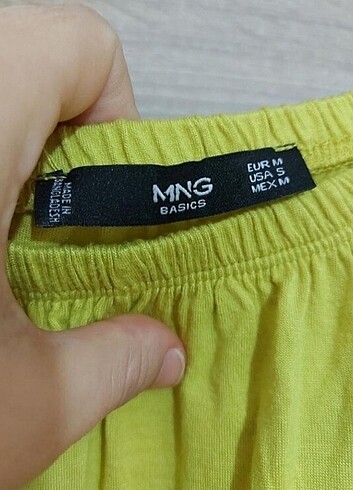 MADE IN
BANGLADESH
MNG
BASICS
EUR M
USA S
MEX M